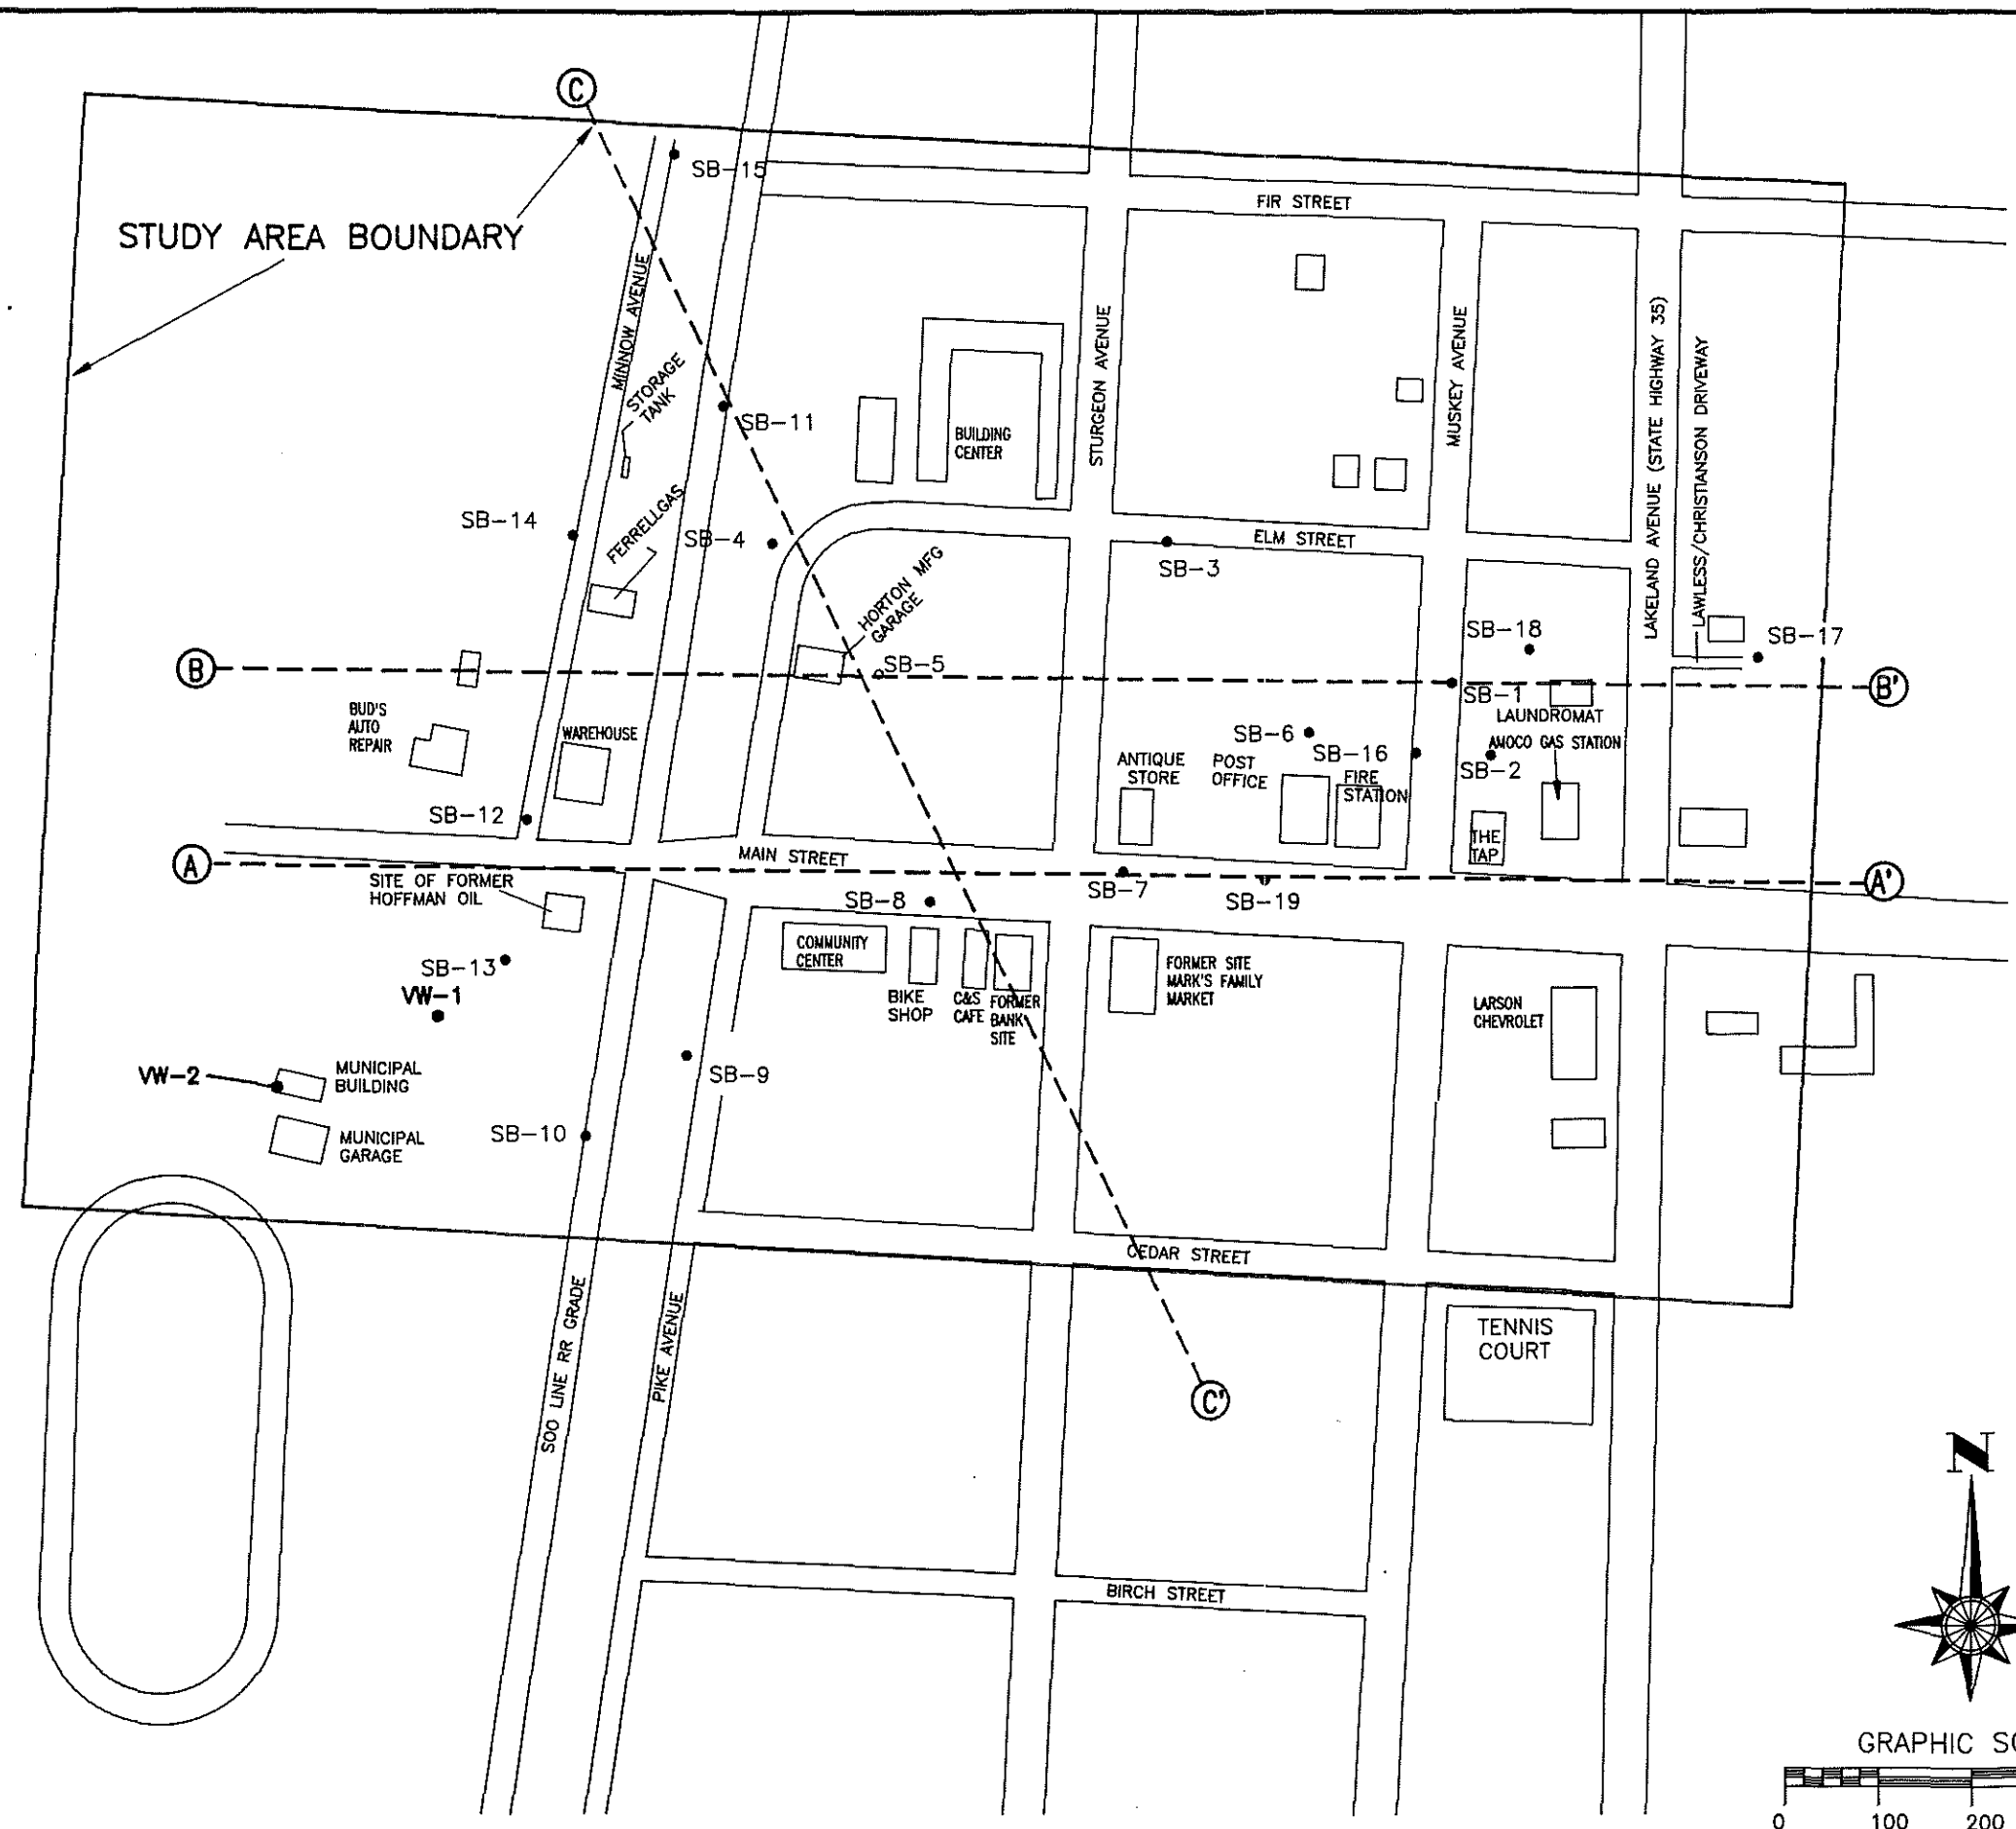 C
SB-15
FIR STREET
STUDY AREA BOUNDARY
MINNOW AVENUE
STORAGE
TANK
SB-11
BUILDING
CENTER
STURGEON AVENUE
MUSKEY AVENUE
LAKELAND AVENUE (STATE HIGHWAY 35)
LAWLESS/CHRISTIANSON DRIVEWAY
SB-14
FERRELLGAS
SB-4
ELM STREET
SB-3
HORTON MFG
GARAGE
SB-18
SB-17
B
SB-5
SB-1
B'
LAUNDROMAT
BUD'S
AUTO
REPAIR
WAREHOUSE
SB-6
SB-16
AMOCO GAS STATION
SB-2
ANTIQUE
STORE
POST
OFFICE
FIRE
STATION
SB-12
THE
TAP
MAIN STREET
A
A'
SITE OF FORMER
HOFFMAN OIL
SB-8
SB-7
SB-19
COMMUNITY
CENTER
SB-13
VW-1
BIKE
SHOP
C&S
CAFE
FORMER
BANK
SITE
FORMER SITE
MARK'S FAMILY
MARKET
LARSON
CHEVROLET
VW-2
MUNICIPAL
BUILDING
SB-9
SB-10
MUNICIPAL
GARAGE
CEDAR STREET
SOO LINE RR GRADE
PIKE AVENUE
TENNIS
COURT
C'
N
BIRCH STREET
GRAPHIC SC
0 100 200